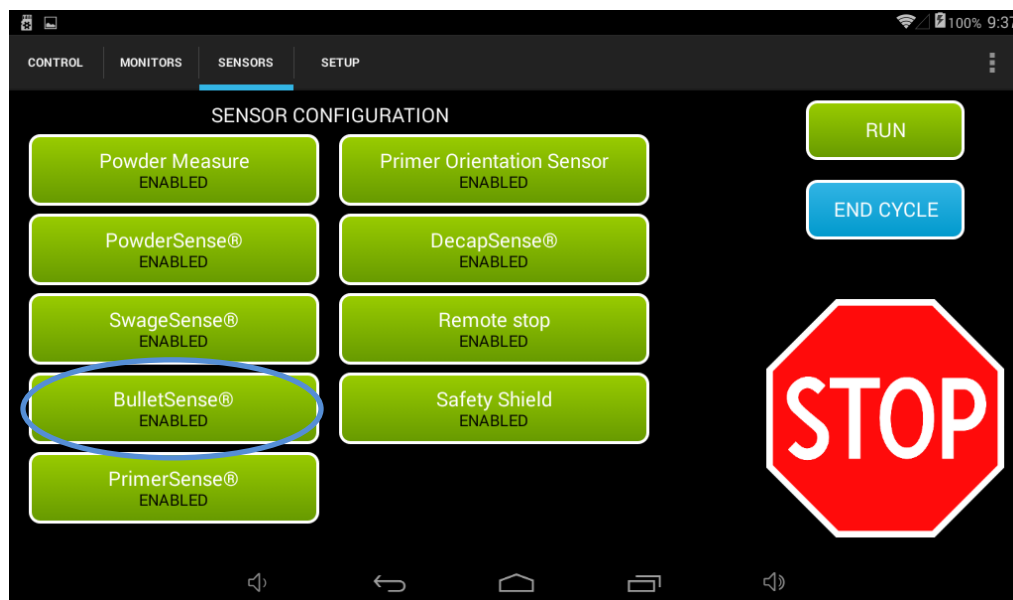 100% 9:37
CONTROL MONITORS SENSORS SETUP
SENSOR CONFIGURATION
Powder Measure
ENABLED
Primer Orientation Sensor
ENABLED
PowderSense®
ENABLED
DecapSense®
ENABLED
SwageSense®
ENABLED
Remote stop
ENABLED
BulletSense®
ENABLED
Safety Shield
ENABLED
PrimerSense®
ENABLED
RUN
END CYCLE
STOP